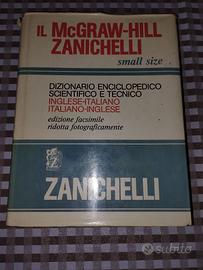 IL McGRAW-HILL
ZANICHELLI
small size
DIZIONARIO ENCICLOPEDICO
SCIENTIFICO E TECNICO
INGLESE-ITALIANO
ITALIANO-INGLESE
edizione facsimile
ridotta fotograficamente
ZANICHELLI
subito.it